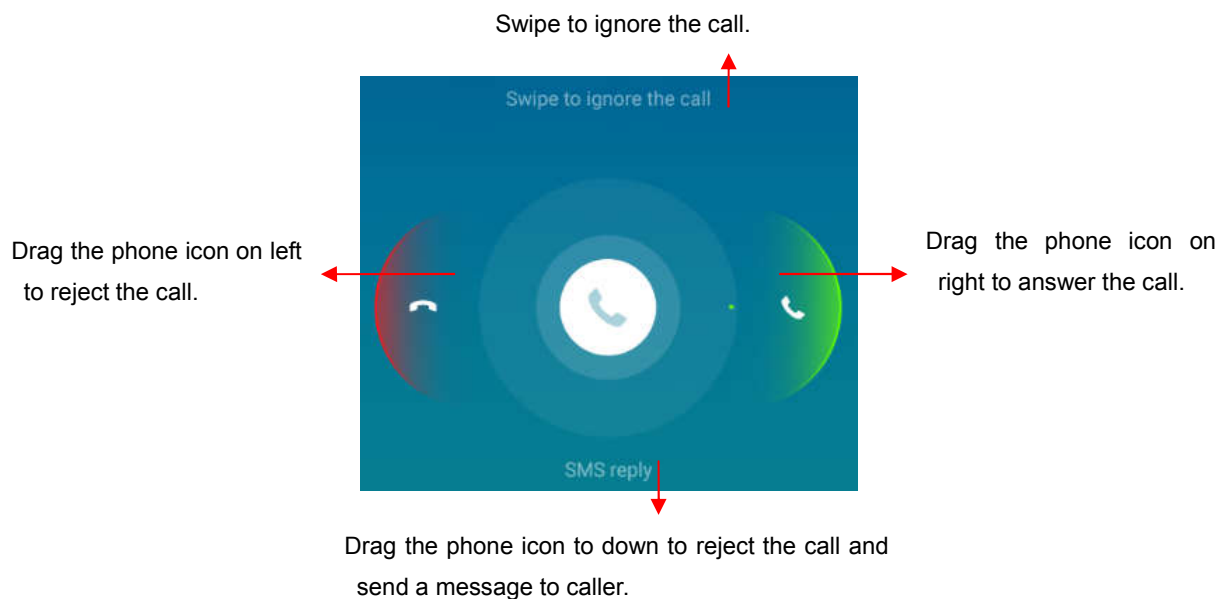 Swipe to ignore the call.
Swipe to ignore the call
Drag the phone icon on left
to reject the call.
Drag the phone icon on
right to answer the call.
SMS reply
Drag the phone icon to down to reject the call and
send a message to caller.